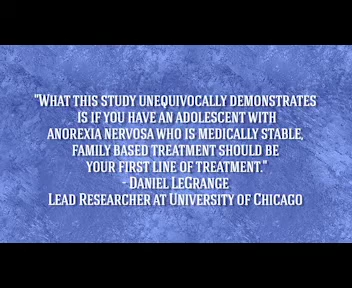 "What this study unequivocally demonstrates
is if you have an adolescent with
anorexia nervosa who is medically stable,
family based treatment should be
your first line of treatment."
- Daniel LeGrange
Lead Researcher at University of Chicago